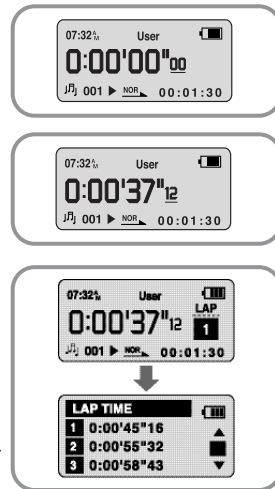 07:32AM User
0:00'00"00
001 NOR 00:01:30
07:32AM User
0:00'37"12
001 NOR 00:01:30
07:32AM User
LAP
0:00'37"12 1
001 NOR 00:01:30
LAP TIME
1 0:00'45"16
2 0:00'55"32
3 0:00'58"43